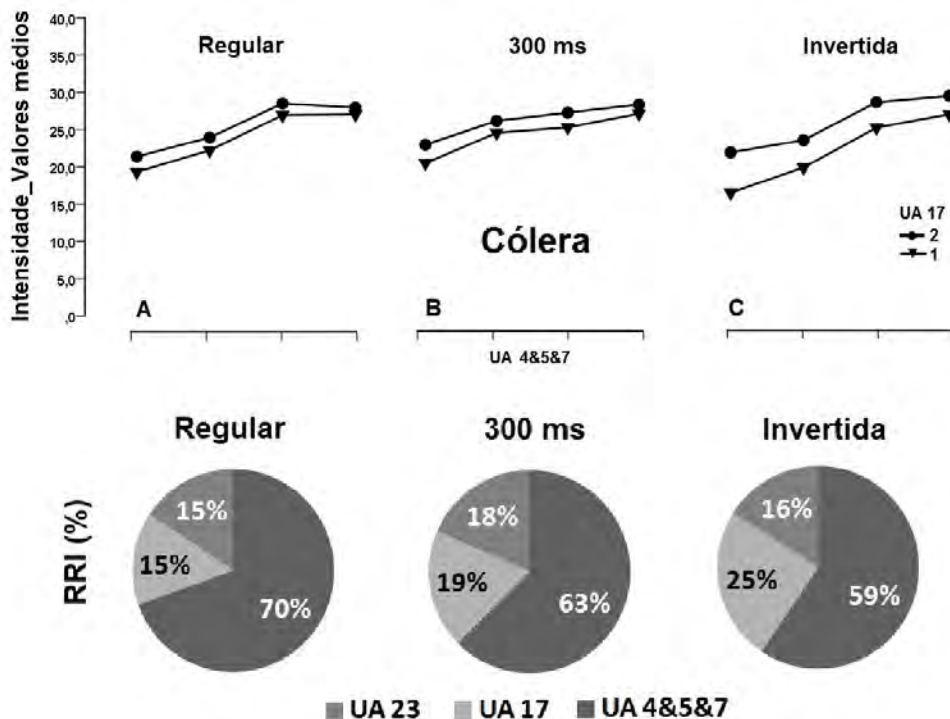 Intensidade_Valores médios
40,0
35,0
30,0
25,0
20,0
15,0
10,0
5,0
,0
Regular
300 ms
Invertida
Cólera
UA 17
2
1
A
B
C
UA 4&5&7
Regular
300 ms
Invertida
RRI (%)
15%
15%
70%
18%
19%
63%
16%
25%
59%
UA 23
UA 17
UA 4&5&7